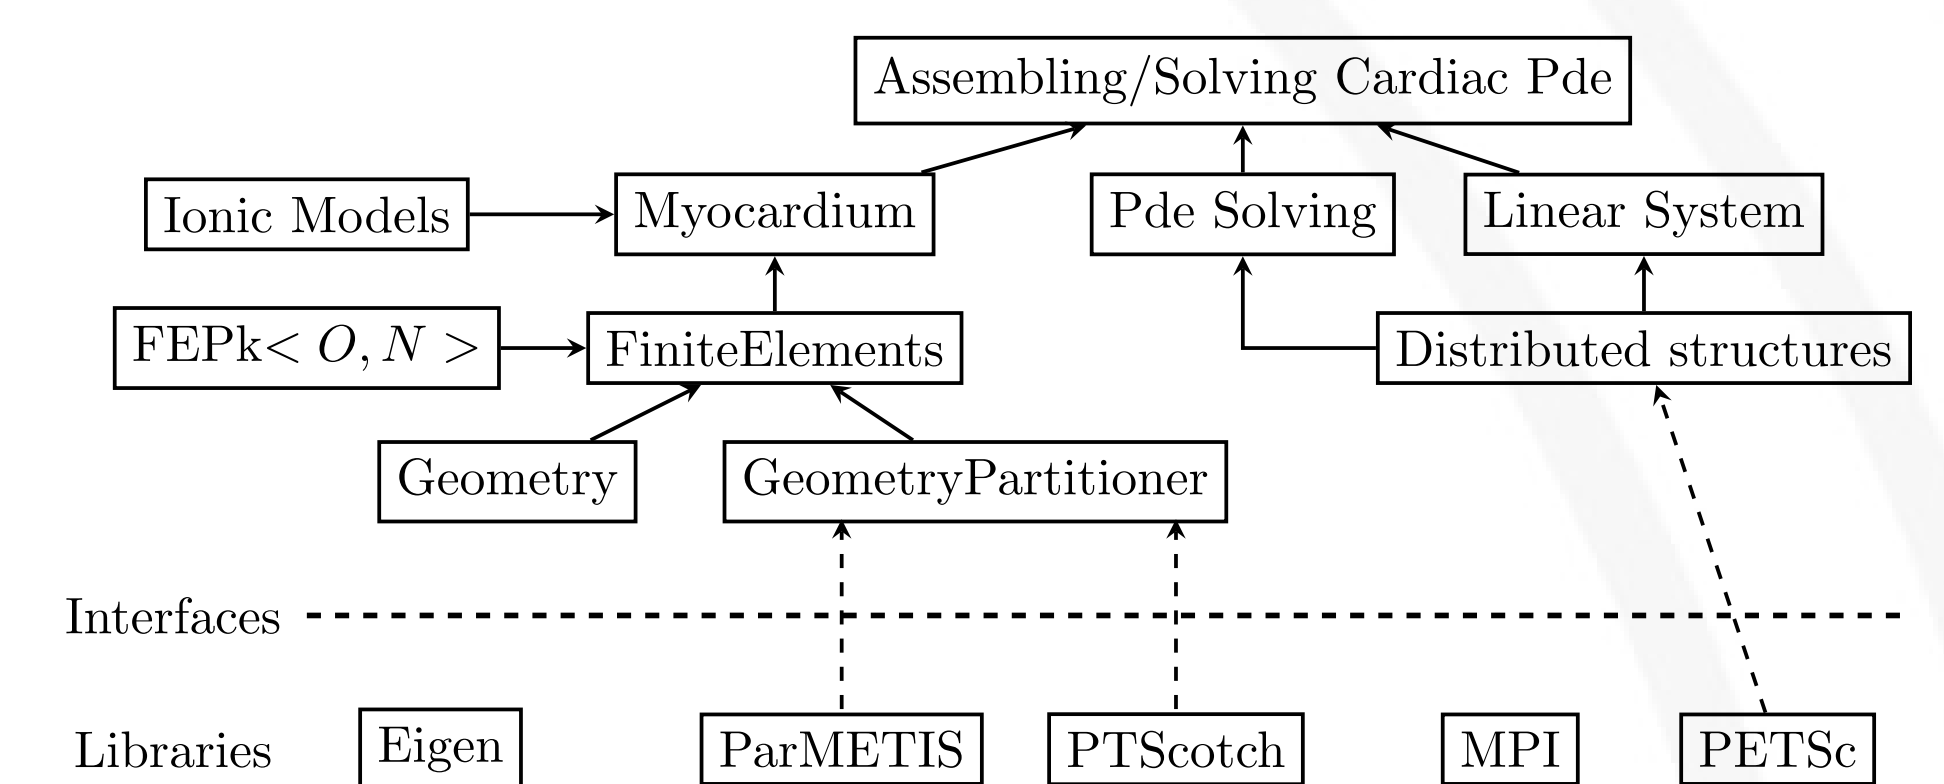 Assembling/Solving Cardiac Pde
Ionic Models
Myocardium
Pde Solving
Linear System
FEPk< O, N >
FiniteElements
Distributed structures
Geometry
GeometryPartitioner
Interfaces
Libraries
Eigen
ParMETIS
PTScotch
MPI
PETSc